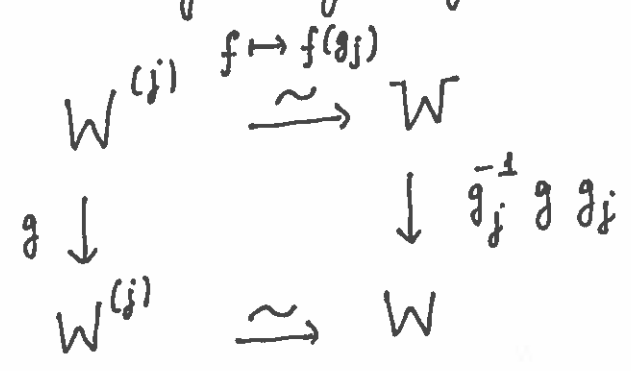 f ↦ f(g_j)
W^{(j)} ⥲ W
g ↓ ↓ g_j^{-1} g g_j
W^{(j)} ⥲ W